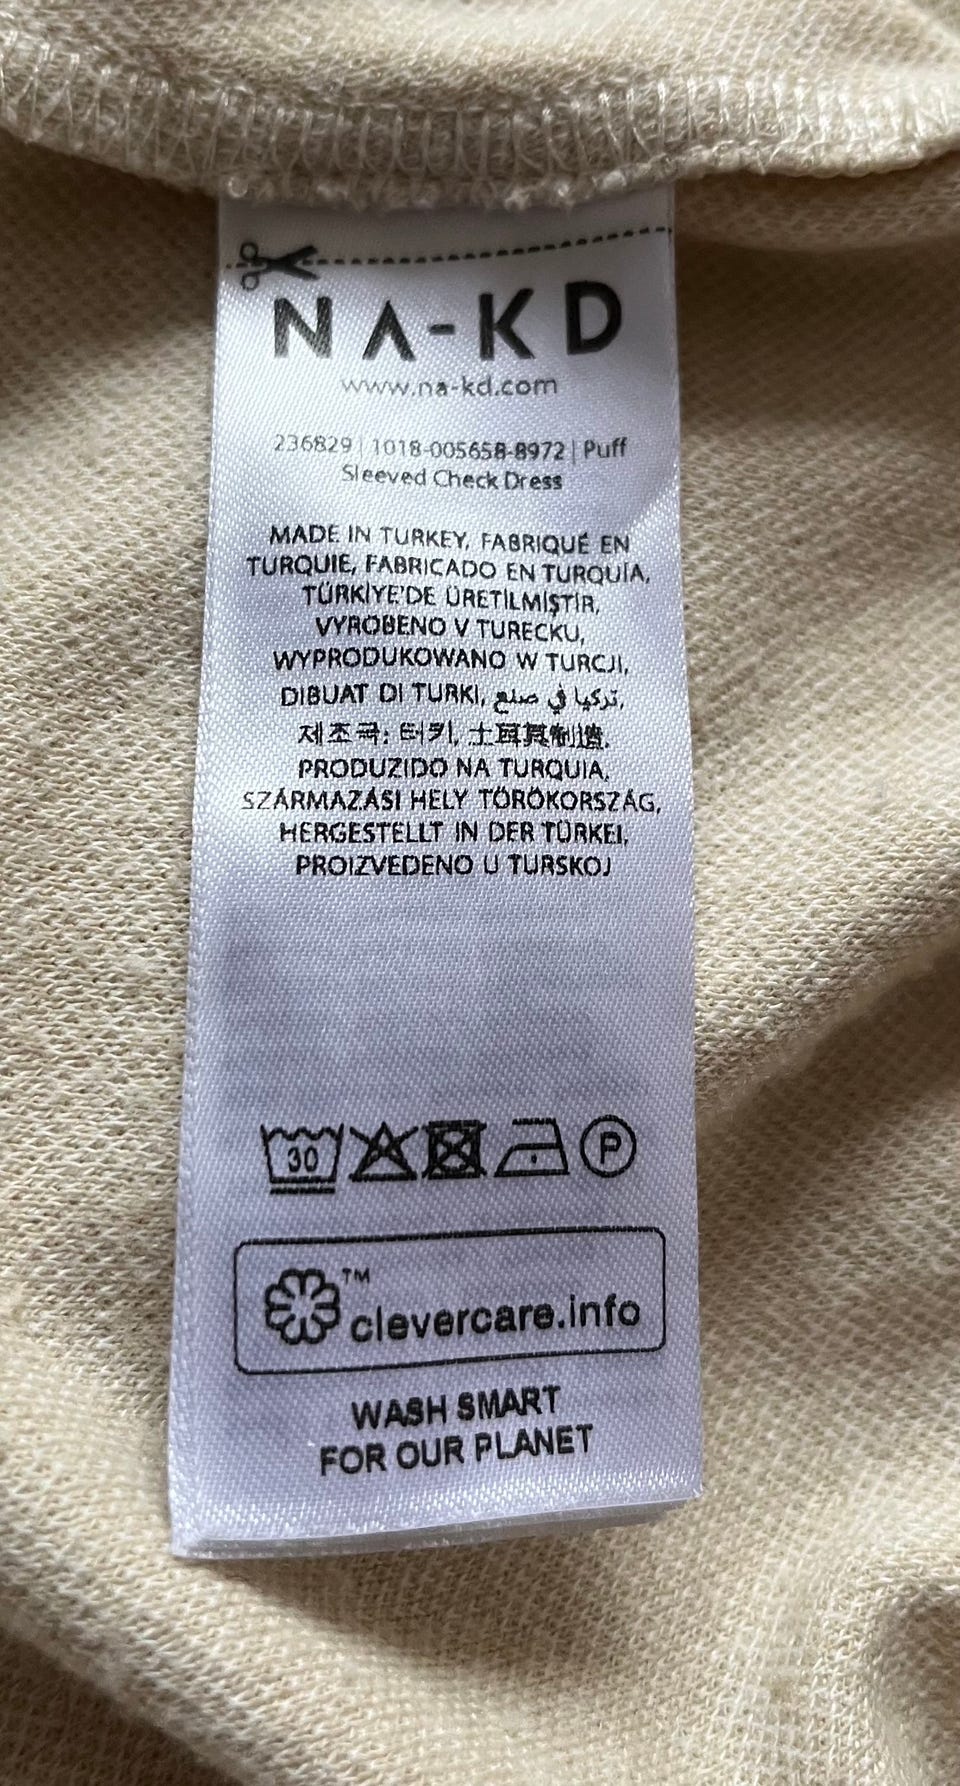 NA-KD
www.na-kd.com
236829 | 1018-005658-8972 | Puff
Sleeved Check Dress
MADE IN TURKEY, FABRIQUÉ EN
TURQUIE, FABRICADO EN TURQUÍA,
TÜRKİYE'DE ÜRETİLMİŞTİR,
VYROBENO V TURECKU,
WYPRODUKOWANO W TURCJI,
DIBUAT DI TURKI, تركيا في صلع,
제조국: 터키, 土耳其制造,
PRODUZIDO NA TURQUIA,
SZÁRMAZÁSI HELY TÖRÖKORSZÁG,
HERGESTELLT IN DER TÜRKEI,
PROIZVEDENO U TURSKOJ
30 P
™
clevercare.info
WASH SMART
FOR OUR PLANET